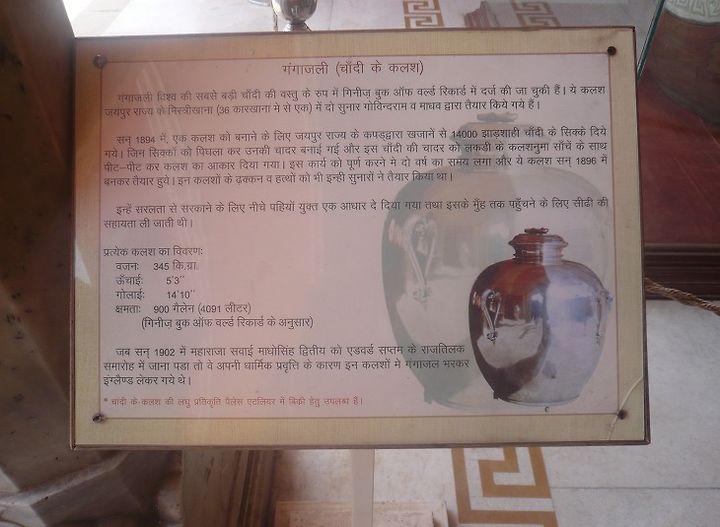 गंगाजली (चाँदी के कलश)
गंगाजली विश्व की सबसे बड़ी चाँदी की वस्तु के रुप में गिनीज़ बुक ऑफ वर्ल्ड रिकार्ड में दर्ज की जा चुकी हैं। ये कलश
जयपुर राज्य के मिस्त्रीखाना (36 कारखाना मे से एक) में दो सुनार गोविन्दराम व माधव द्वारा तैयार किये गये हैं।
सन् 1894 में, एक कलश को बनाने के लिए जयपुर राज्य के कपड़द्वारा खजानें से 14000 झाडशाही चाँदी के सिक्के दिये
गये। जिन सिक्कों को पिघला कर उनकी चादर बनाई गई और इस चाँदी की चादर को लकड़ी के कलशनुमा साँचें के साथ
पीट–पीट कर कलश का आकार दिया गया। इस कार्य को पूर्ण करने मे दो वर्ष का समय लगा और ये कलश सन् 1896 में
बनकर तैयार हुये। इन कलशों के ढ़क्कन व हत्थों को भी इन्ही सुनारों ने तैयार किया था।
इन्हें सरलता से सरकाने के लिए नीचे पहियों युक्त एक आधार दे दिया गया तथा इसके मुँह तक पहुँचने के लिए सीढी की
सहायता ली जाती थी।
प्रत्येक कलश का विवरण:
वजन: 345 कि.ग्रा.
ऊँचाई: 5'3''
गोलाई: 14'10''
क्षमता: 900 गैलेन (4091 लीटर)
(गिनीज़ बुक ऑफ वर्ल्ड रिकार्ड के अनुसार)
जब सन् 1902 में महाराजा सवाई माधोसिंह द्वितीय को एडवर्ड सप्तम के राजतिलक
समारोह में जाना पडा तो वे अपनी धार्मिक प्रवृत्ति के कारण इन कलशों मे गंगाजल भरकर
इंग्लैण्ड लेकर गये थे।
* चांदी के कलश की लघु प्रतिकृति पैलेस एटलियर में बिक्री हेतु उपलब्ध हैं।